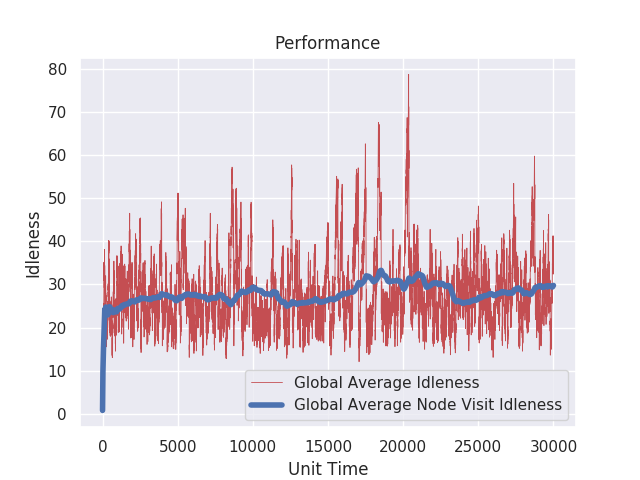 Performance
80
70
60
50
40
30
20
10
0
Idleness
Global Average Idleness
Global Average Node Visit Idleness
0 5000 10000 15000 20000 25000 30000
Unit Time